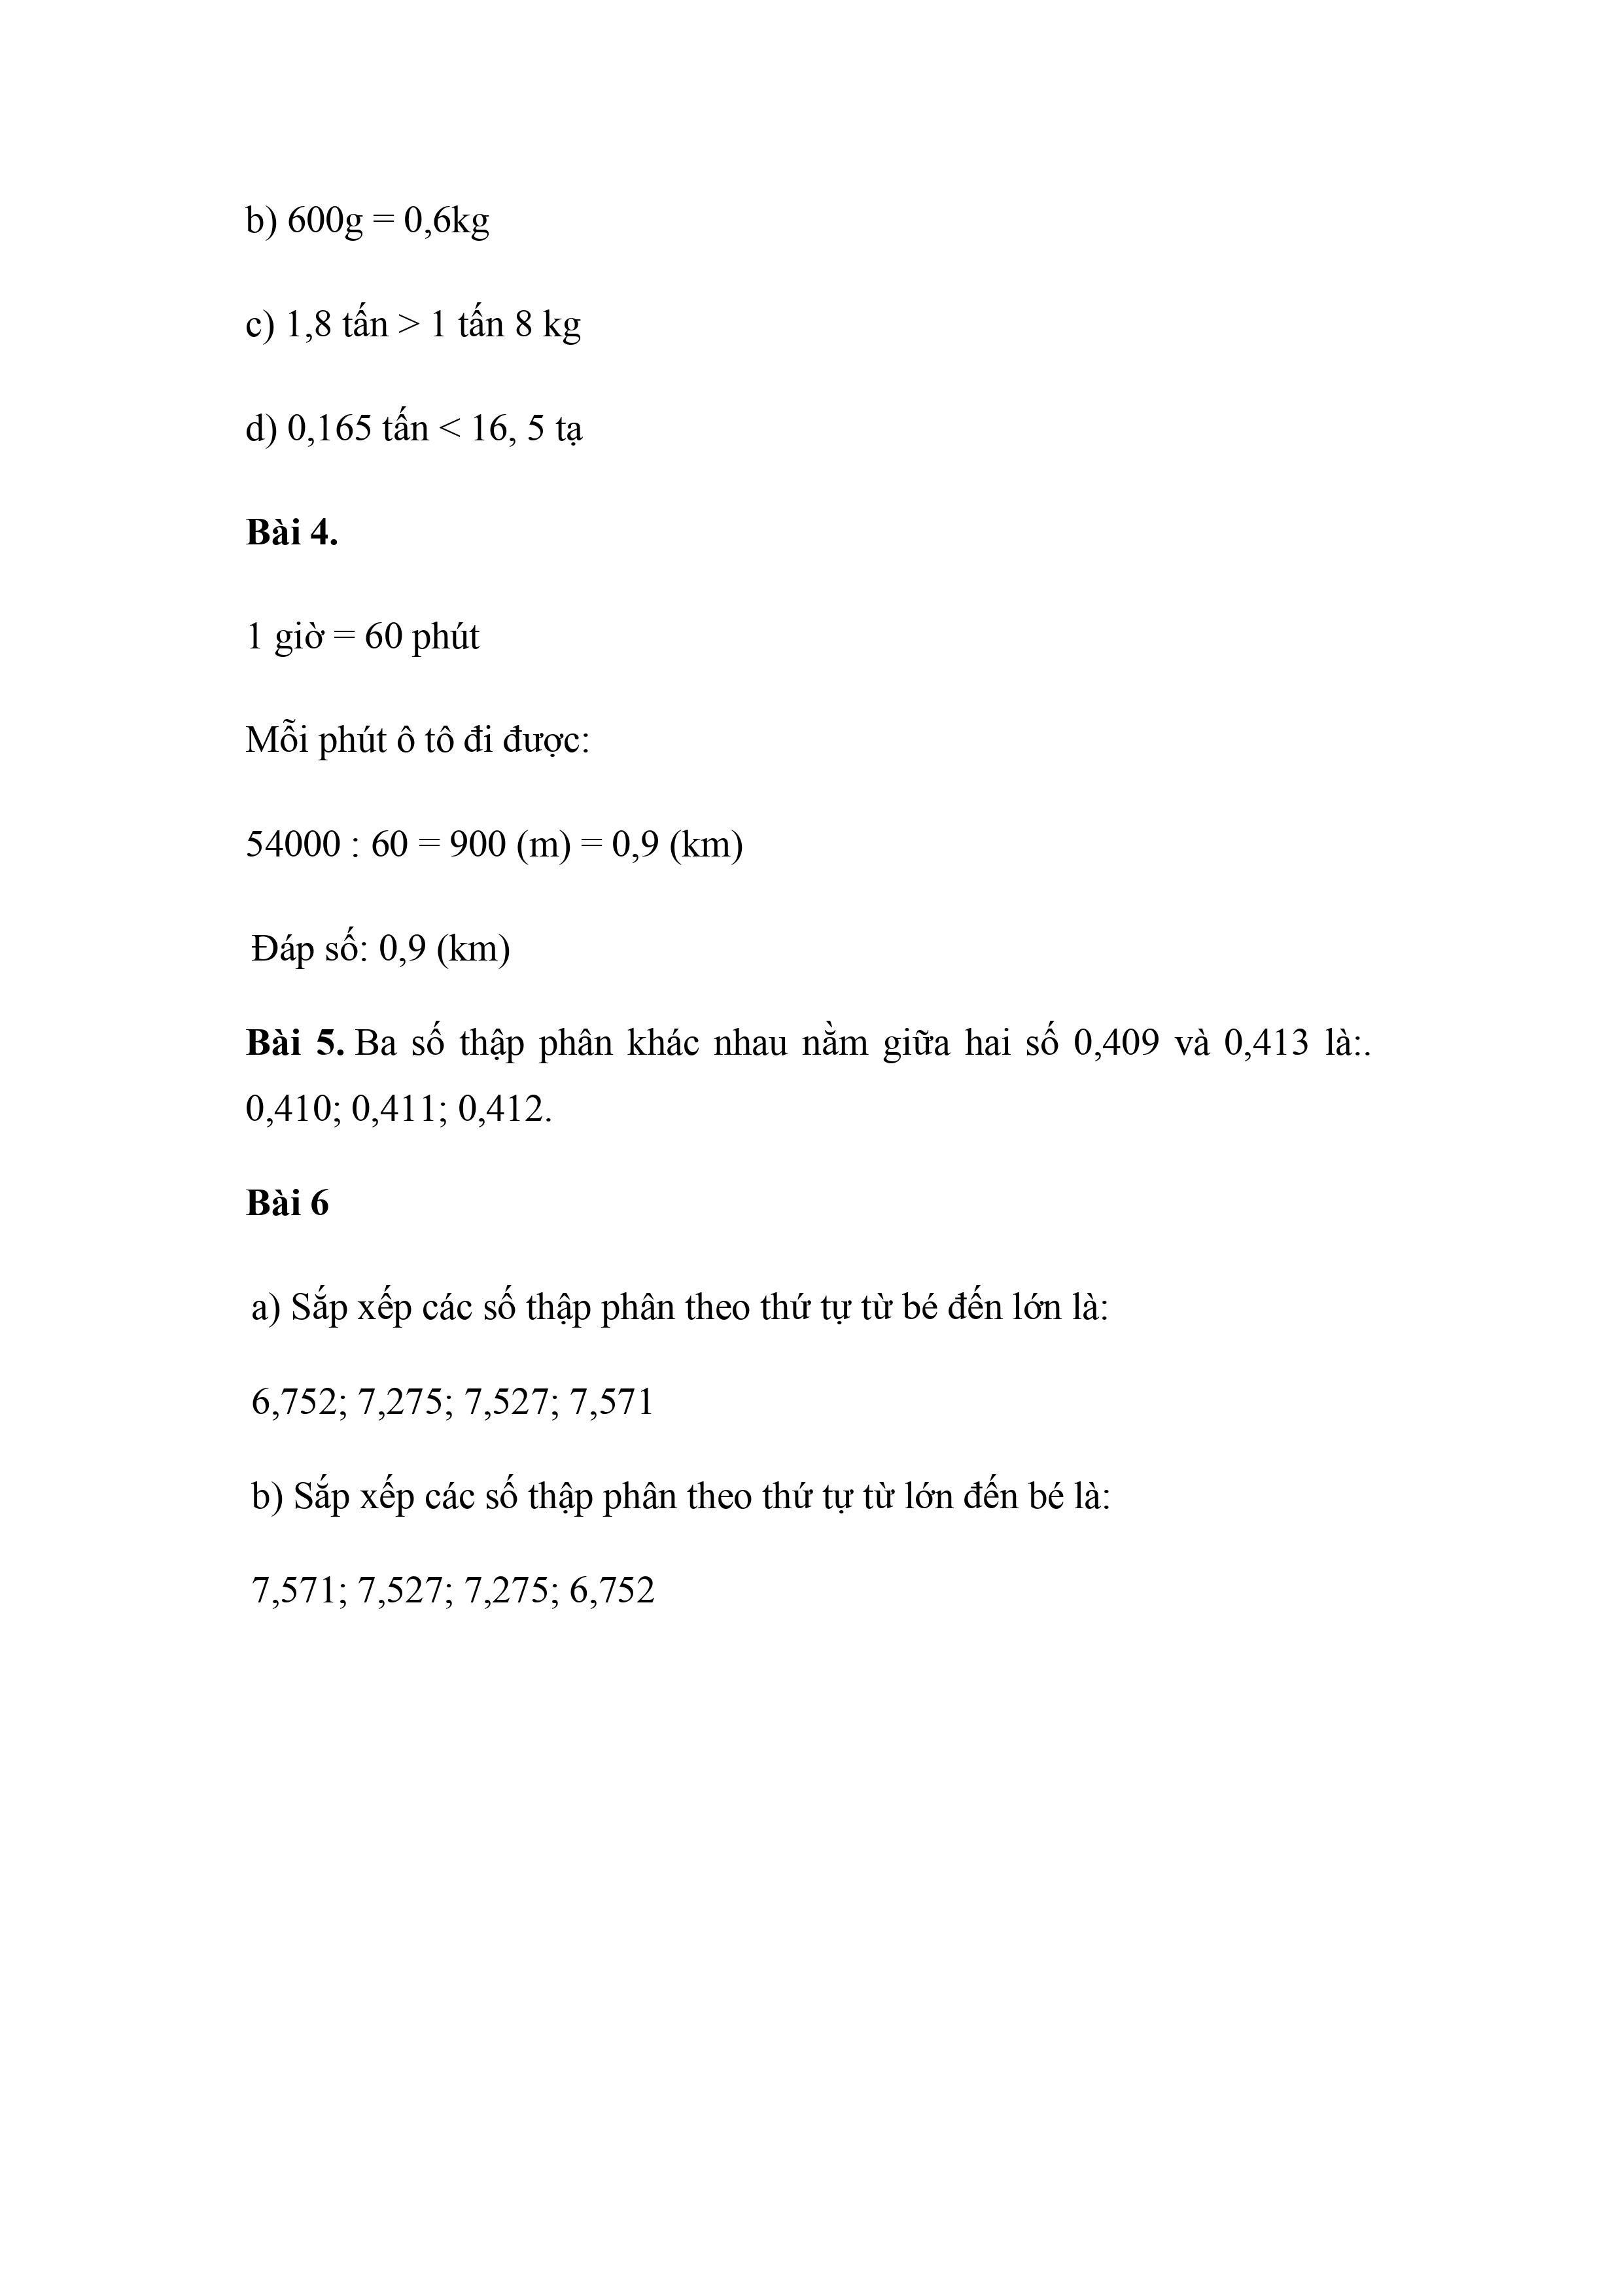 b) 600g = 0,6kg
c) 1,8 tấn > 1 tấn 8 kg
d) 0,165 tấn < 16, 5 tạ
Bài 4.
1 giờ = 60 phút
Mỗi phút ô tô đi được:
54000 : 60 = 900 (m) = 0,9 (km)
Đáp số: 0,9 (km)
Bài 5. Ba số thập phân khác nhau nằm giữa hai số 0,409 và 0,413 là:.
0,410; 0,411; 0,412.
Bài 6
a) Sắp xếp các số thập phân theo thứ tự từ bé đến lớn là:
6,752; 7,275; 7,527; 7,571
b) Sắp xếp các số thập phân theo thứ tự từ lớn đến bé là:
7,571; 7,527; 7,275; 6,752